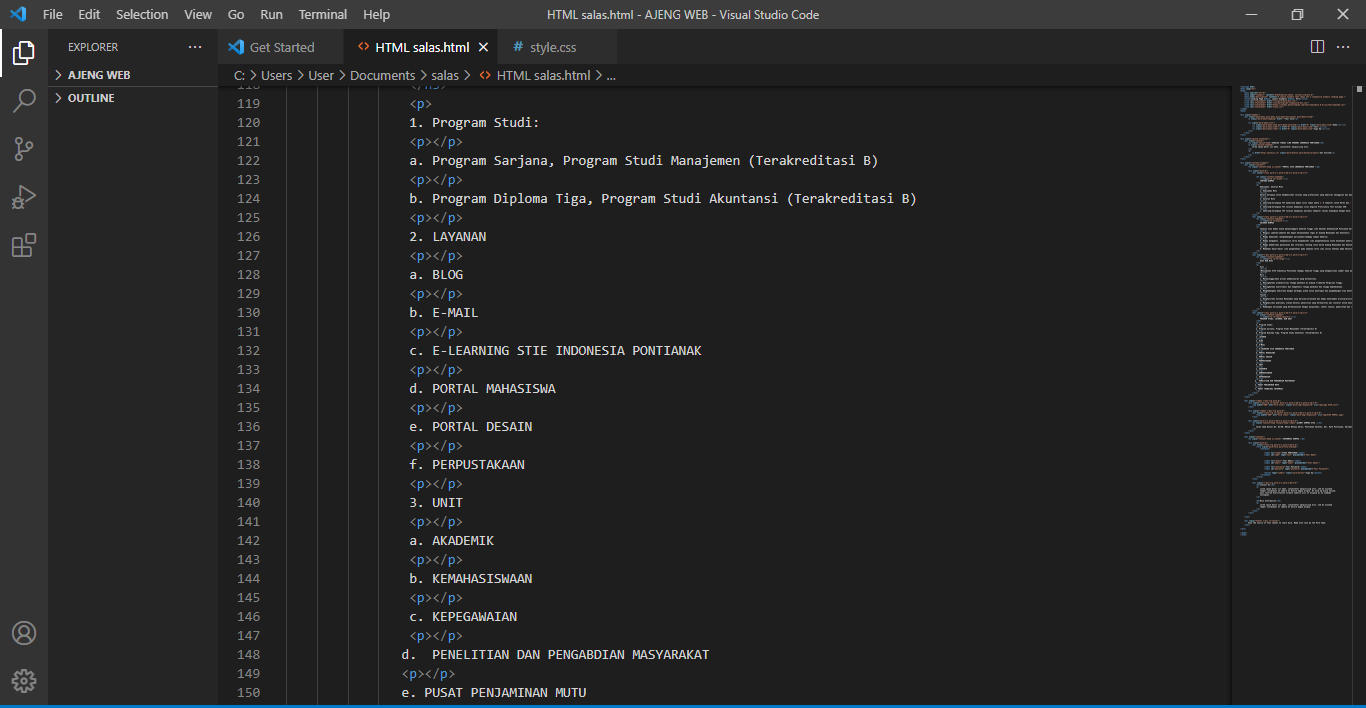 File Edit Selection View Go Run Terminal Help HTML salas.html - AJENG WEB - Visual Studio Code
EXPLORER ··· Get Started <> HTML salas.html × # style.css ···
> AJENG WEB
> OUTLINE
C: > Users > User > Documents > salas > <> HTML salas.html > ...
118 </h5>
119 <p>
120 1. Program Studi:
121 <p></p>
122 a. Program Sarjana, Program Studi Manajemen (Terakreditasi B)
123 <p></p>
124 b. Program Diploma Tiga, Program Studi Akuntansi (Terakreditasi B)
125 <p></p>
126 2. LAYANAN
127 <p></p>
128 a. BLOG
129 <p></p>
130 b. E-MAIL
131 <p></p>
132 c. E-LEARNING STIE INDONESIA PONTIANAK
133 <p></p>
134 d. PORTAL MAHASISWA
135 <p></p>
136 e. PORTAL DESAIN
137 <p></p>
138 f. PERPUSTAKAAN
139 <p></p>
140 3. UNIT
141 <p></p>
142 a. AKADEMIK
143 <p></p>
144 b. KEMAHASISWAAN
145 <p></p>
146 c. KEPEGAWAIAN
147 <p></p>
148 d.  PENELITIAN DAN PENGABDIAN MASYARAKAT
149 <p></p>
150 e. PUSAT PENJAMINAN MUTU